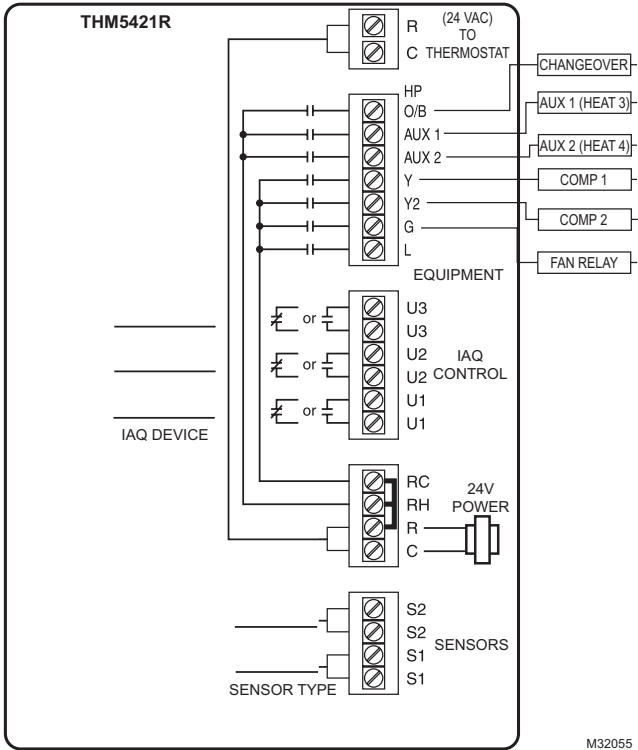 THM5421R
R
(24 VAC)
TO
C THERMOSTAT
CHANGEOVER
HP
O/B
AUX 1 (HEAT 3)
AUX 1
AUX 2 (HEAT 4)
AUX 2
Y
COMP 1
Y2
COMP 2
G
L
FAN RELAY
EQUIPMENT
or
U3
U3
or
U2
IAQ
U2 CONTROL
or
U1
U1
IAQ DEVICE
RC
24V
RH POWER
R
C
S2
S2
SENSORS
S1
S1
SENSOR TYPE
M32055